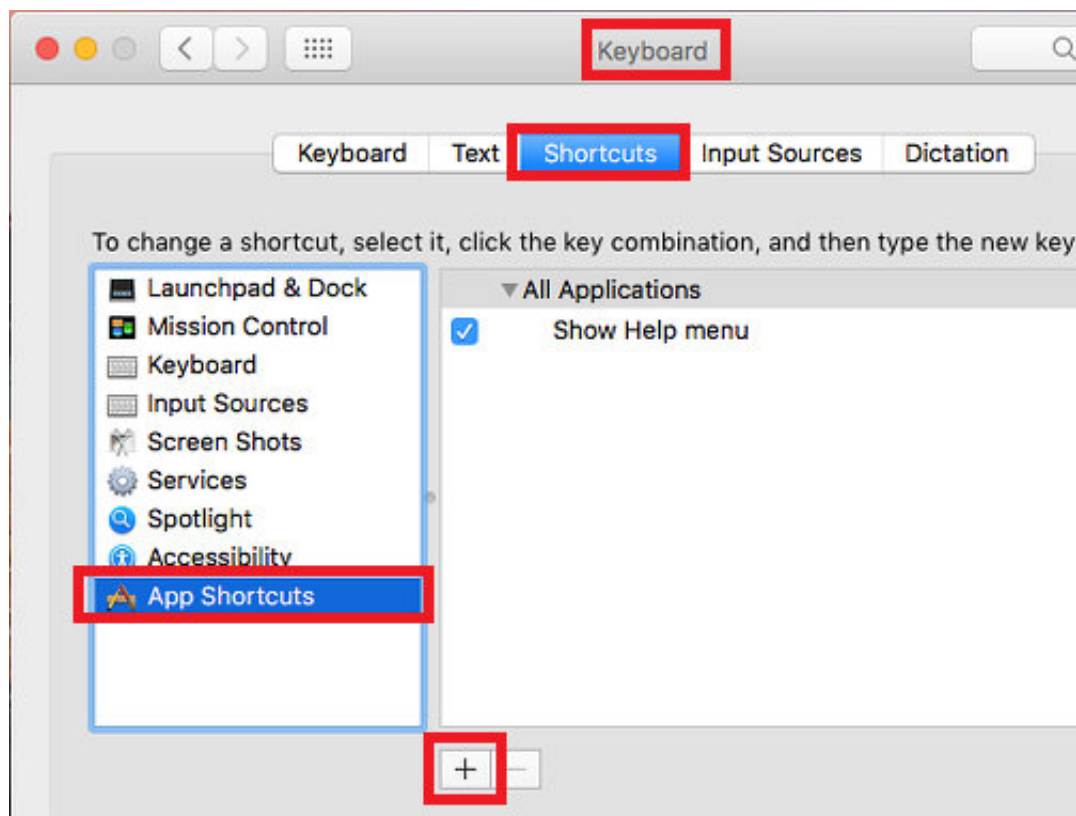 Keyboard
Keyboard Text Shortcuts Input Sources Dictation
To change a shortcut, select it, click the key combination, and then type the new key
Launchpad & Dock
Mission Control
Keyboard
Input Sources
Screen Shots
Services
Spotlight
Accessibility
App Shortcuts
All Applications
Show Help menu